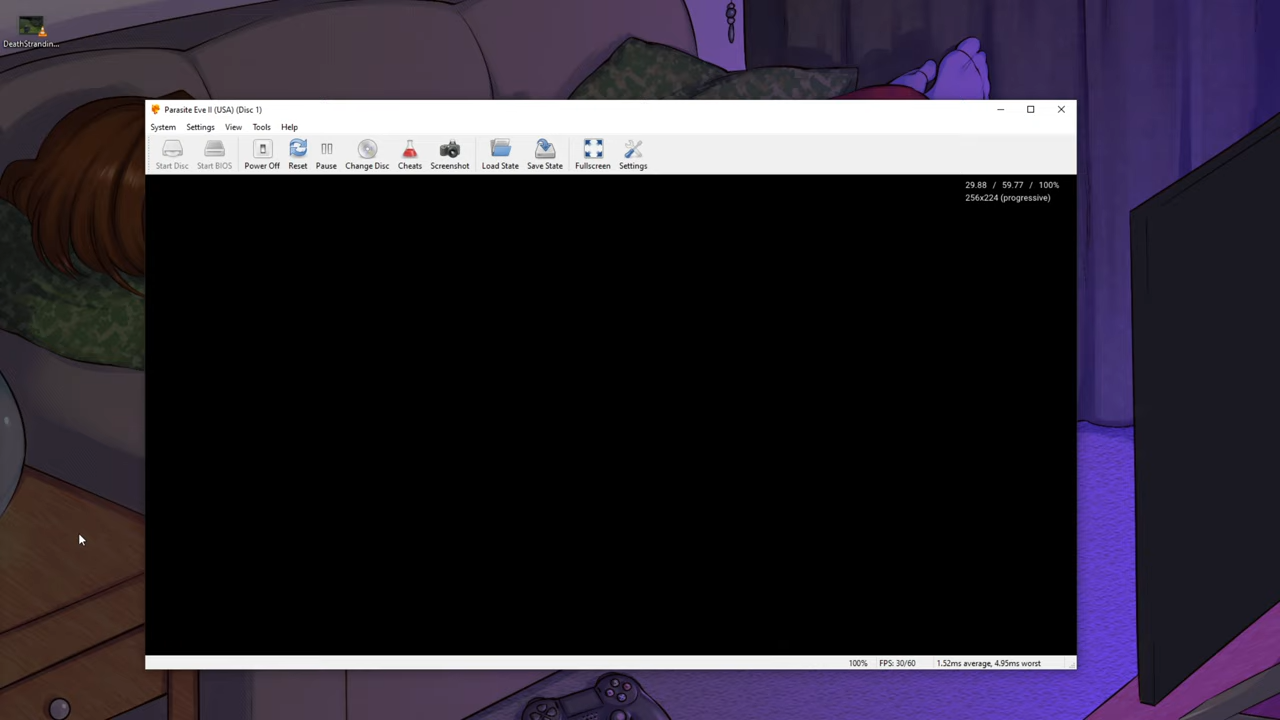 DeathStrandin...
Parasite Eve II (USA) (Disc 1)
System Settings View Tools Help
Start Disc Start BIOS Power Off Reset Pause Change Disc Cheats Screenshot Load State Save State Fullscreen Settings
29.88 / 59.77 / 100%
256x224 (progressive)
100% FPS: 30/60 1.52ms average, 4.95ms worst